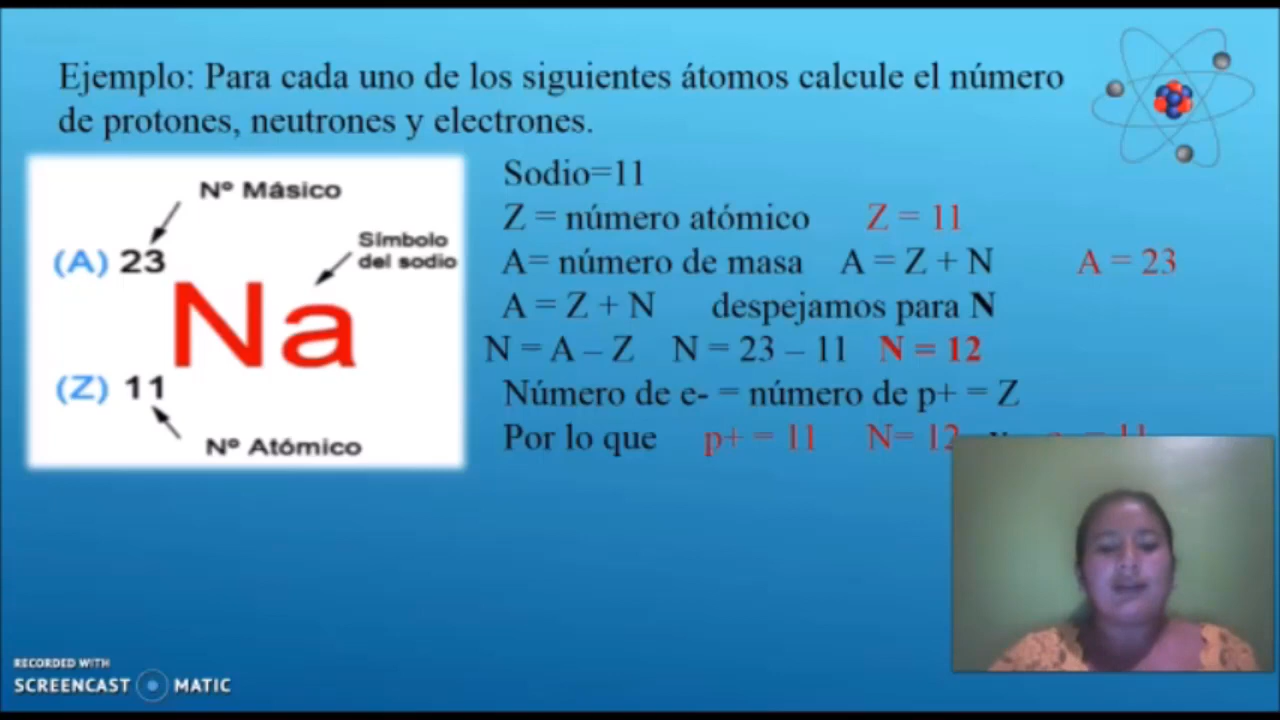 Ejemplo: Para cada uno de los siguientes átomos calcule el número
de protones, neutrones y electrones.
Nº Másico
(A) 23
Símbolo
del sodio
Na
(Z) 11
Nº Atómico
Sodio=11
Z = número atómico Z = 11
A= número de masa A = Z + N A = 23
A = Z + N despejamos para N
N = A – Z N = 23 – 11 N = 12
Número de e- = número de p+ = Z
Por lo que p+ = 11 N= 12
RECORDED WITH
SCREENCAST MATIC